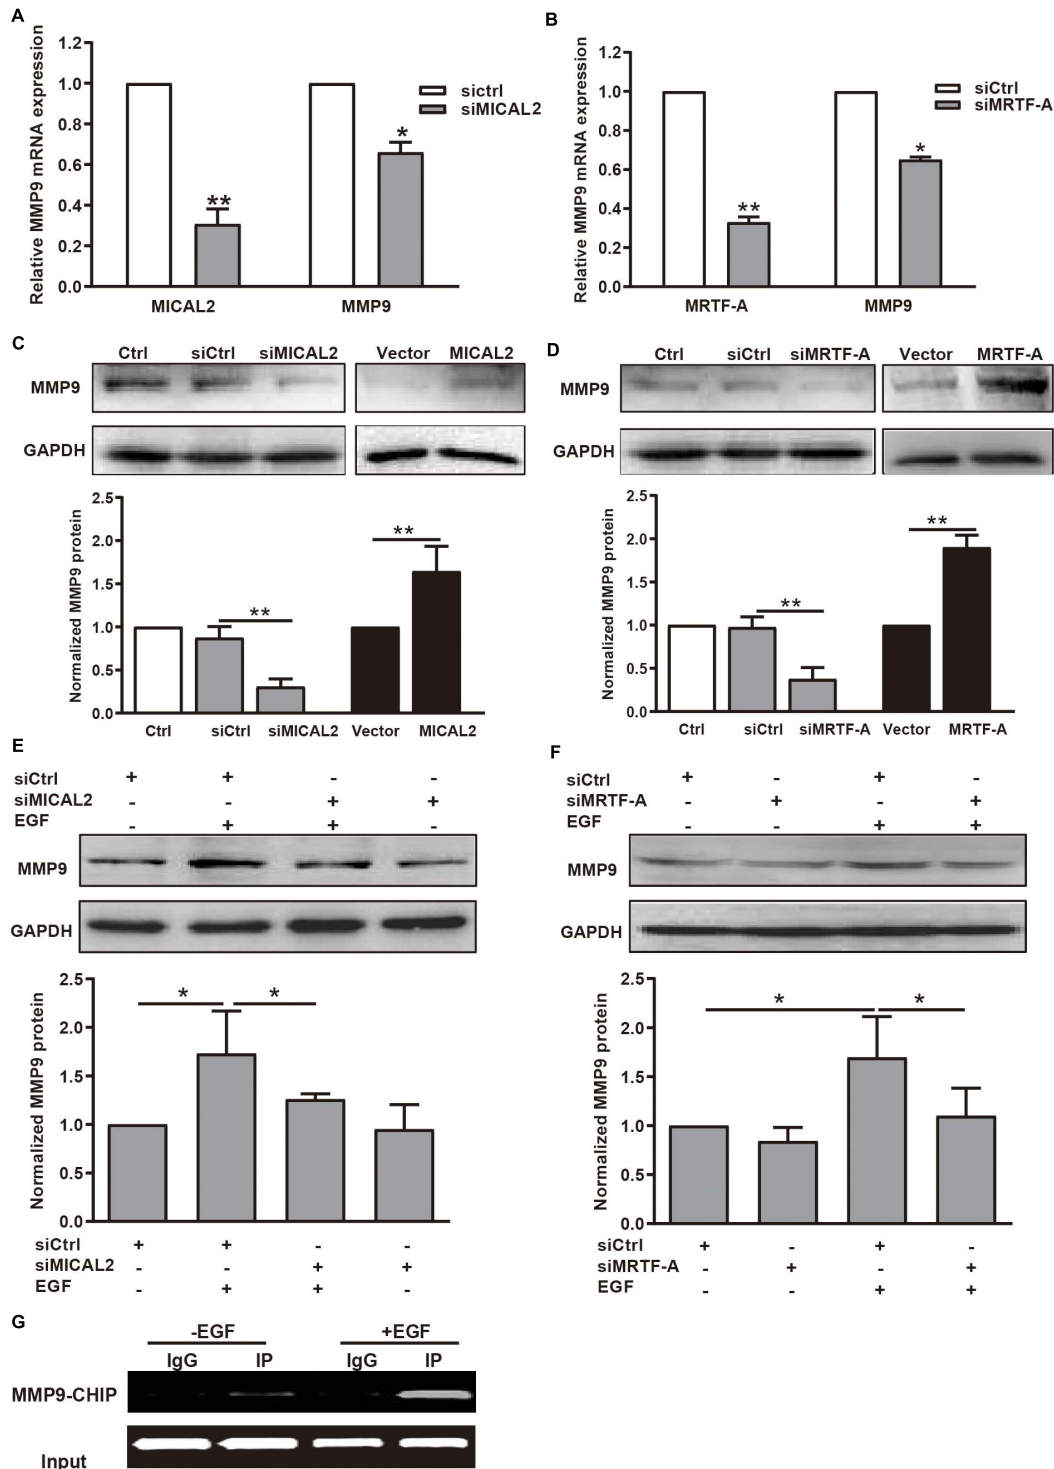 A
Relative MMP9 mRNA expression
1.2
1.0
0.8
0.6
0.4
0.2
0.0
sictrl
siMICAL2
**
*
MICAL2 MMP9
B
Relative MMP9 mRNA expression
1.2
1.0
0.8
0.6
0.4
0.2
0.0
siCtrl
siMRTF-A
**
*
MRTF-A MMP9
C
Ctrl siCtrl siMICAL2 Vector MICAL2
MMP9
GAPDH
Normalized MMP9 protein
2.5
2.0
1.5
1.0
0.5
0.0
**
**
Ctrl siCtrl siMICAL2 Vector MICAL2
D
Ctrl siCtrl siMRTF-A Vector MRTF-A
MMP9
GAPDH
Normalized MMP9 protein
2.5
2.0
1.5
1.0
0.5
0.0
**
**
Ctrl siCtrl siMRTF-A Vector MRTF-A
E
siCtrl + + - -
siMICAL2 - - + +
EGF - + + -
MMP9
GAPDH
Normalized MMP9 protein
2.5
2.0
1.5
1.0
0.5
0.0
* *
siCtrl + + - -
siMICAL2 - - + +
EGF - + + -
F
siCtrl + - + -
siMRTF-A - + - +
EGF - - + +
MMP9
GAPDH
Normalized MMP9 protein
2.5
2.0
1.5
1.0
0.5
0.0
* *
siCtrl + - + -
siMRTF-A - + - +
EGF - - + +
G
-EGF +EGF
IgG IP IgG IP
MMP9-CHIP
Input